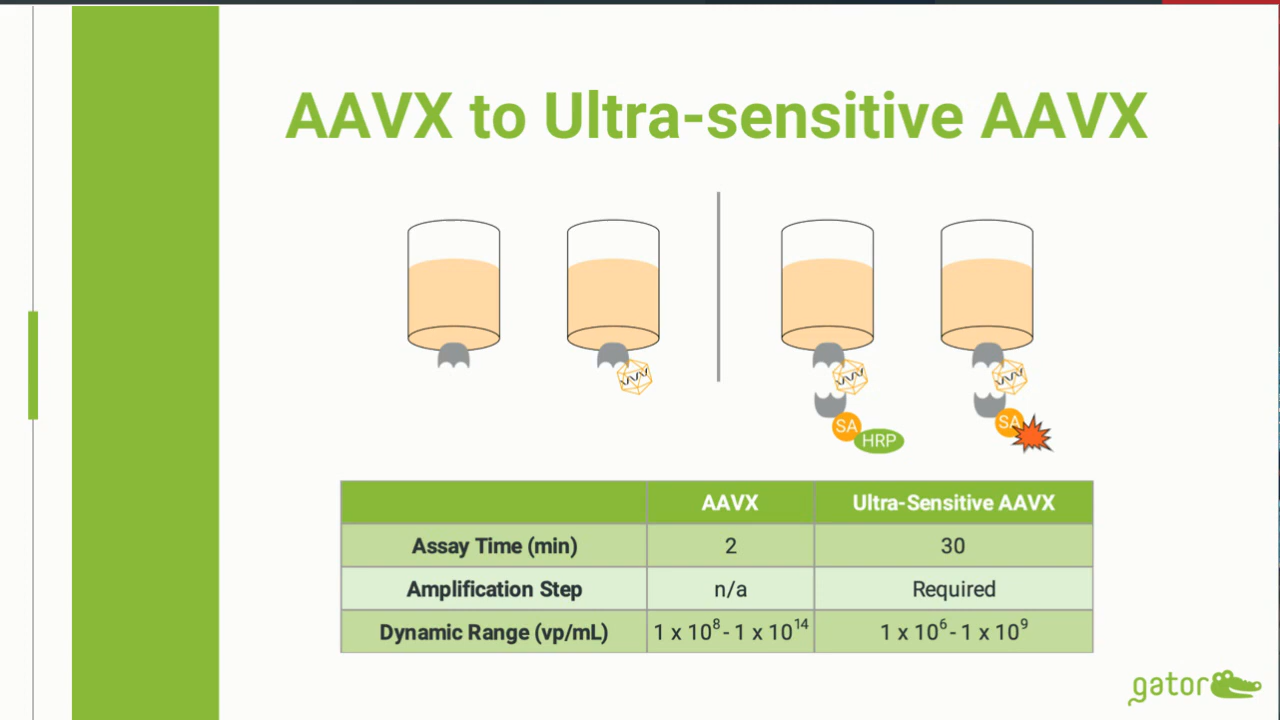 AAVX to Ultra-sensitive AAVX
SA
HRP
SA
AAVX Ultra-Sensitive AAVX
Assay Time (min) 2 30
Amplification Step n/a Required
Dynamic Range (vp/mL) 1 x 10⁸ - 1 x 10¹⁴ 1 x 10⁶ - 1 x 10⁹
gator